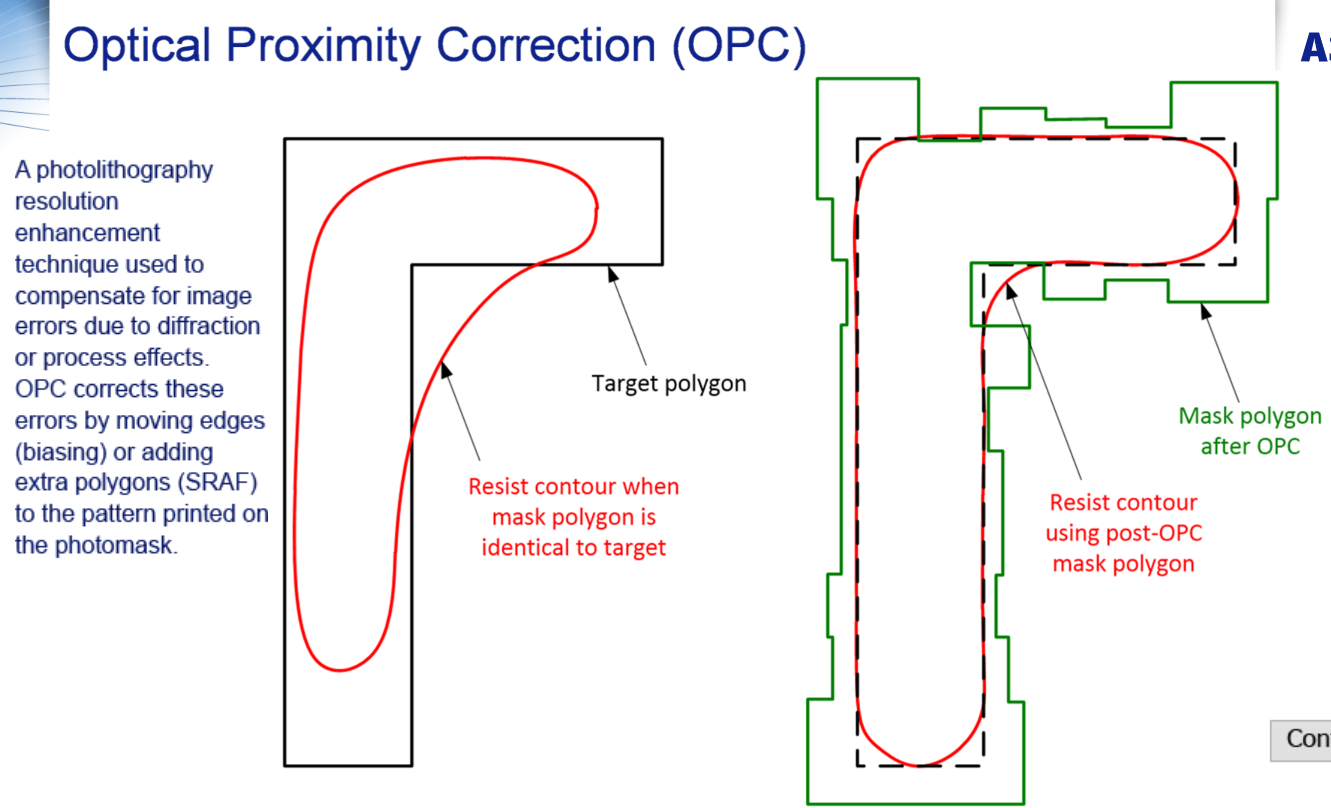 Optical Proximity Correction (OPC)
A photolithography
resolution
enhancement
technique used to
compensate for image
errors due to diffraction
or process effects.
OPC corrects these
errors by moving edges
(biasing) or adding
extra polygons (SRAF)
to the pattern printed on
the photomask.
Target polygon
Resist contour when
mask polygon is
identical to target
Mask polygon
after OPC
Resist contour
using post-OPC
mask polygon